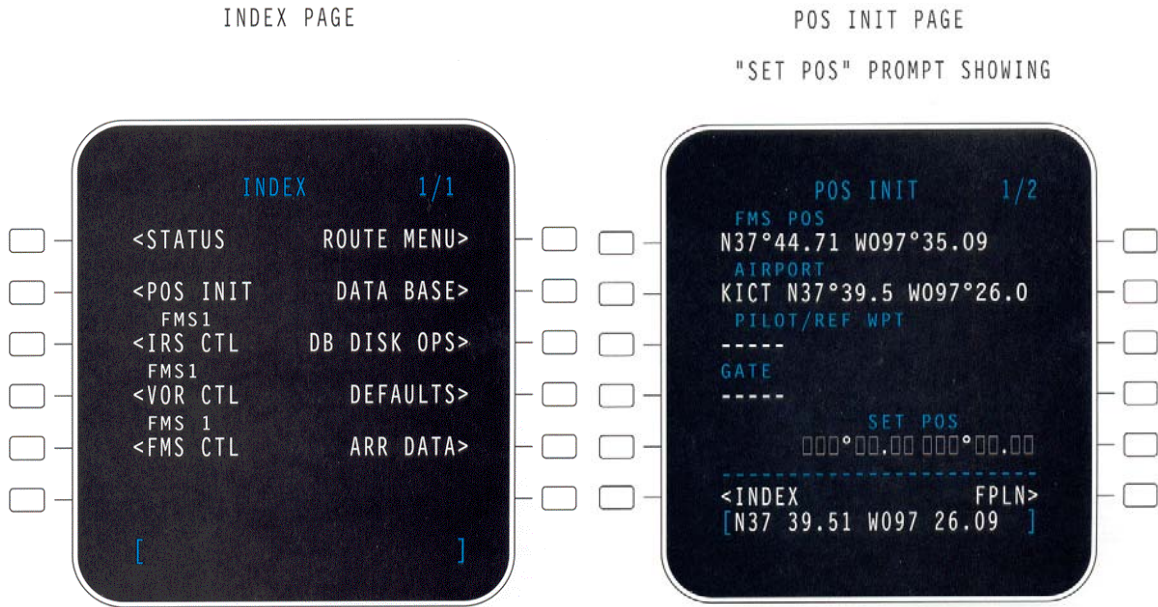 INDEX PAGE
INDEX 1/1
<STATUS ROUTE MENU>
<POS INIT DATA BASE>
FMS1
<IRS CTL DB DISK OPS>
FMS1
<VOR CTL DEFAULTS>
FMS 1
<FMS CTL ARR DATA>
[ ]
POS INIT PAGE
"SET POS" PROMPT SHOWING
POS INIT 1/2
FMS POS
N37°44.71 W097°35.09
AIRPORT
KICT N37°39.5 W097°26.0
PILOT/REF WPT
-----
GATE
-----
SET POS
▯▯▯°▯▯.▯▯ ▯▯▯°▯▯.▯▯
------------------------
<INDEX FPLN>
[N37 39.51 W097 26.09 ]